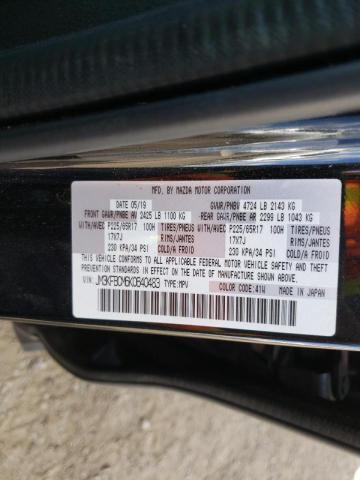 MFD. BY MAZDA MOTOR CORPORATION
DATE 05/19 GVWR/PNBV 4724 LB 2143 KG
FRONT GAWR/PNBE AV 2425 LB 1100 KG REAR GAWR/PNBE AR 2299 LB 1043 KG
WITH/AVEC P225/65R17 100H TIRES/PNEUS WITH/AVEC P225/65R17 100H TIRES/PNEUS
17X7J RIMS/JANTES 17X7J RIMS/JANTES
230 KPA/34 PSI COLD/A FROID 230 KPA/34 PSI COLD/A FROID
THIS VEHICLE CONFORMS TO ALL APPLICABLE FEDERAL MOTOR VEHICLE SAFETY AND
THEFT PREVENTION STANDARDS IN EFFECT ON THE DATE OF MANUFACTURE
SHOWN ABOVE.
VIN: JM3KFBCM6K0640483 TYPE:MPV COLOR CODE:41W MADE IN JAPAN